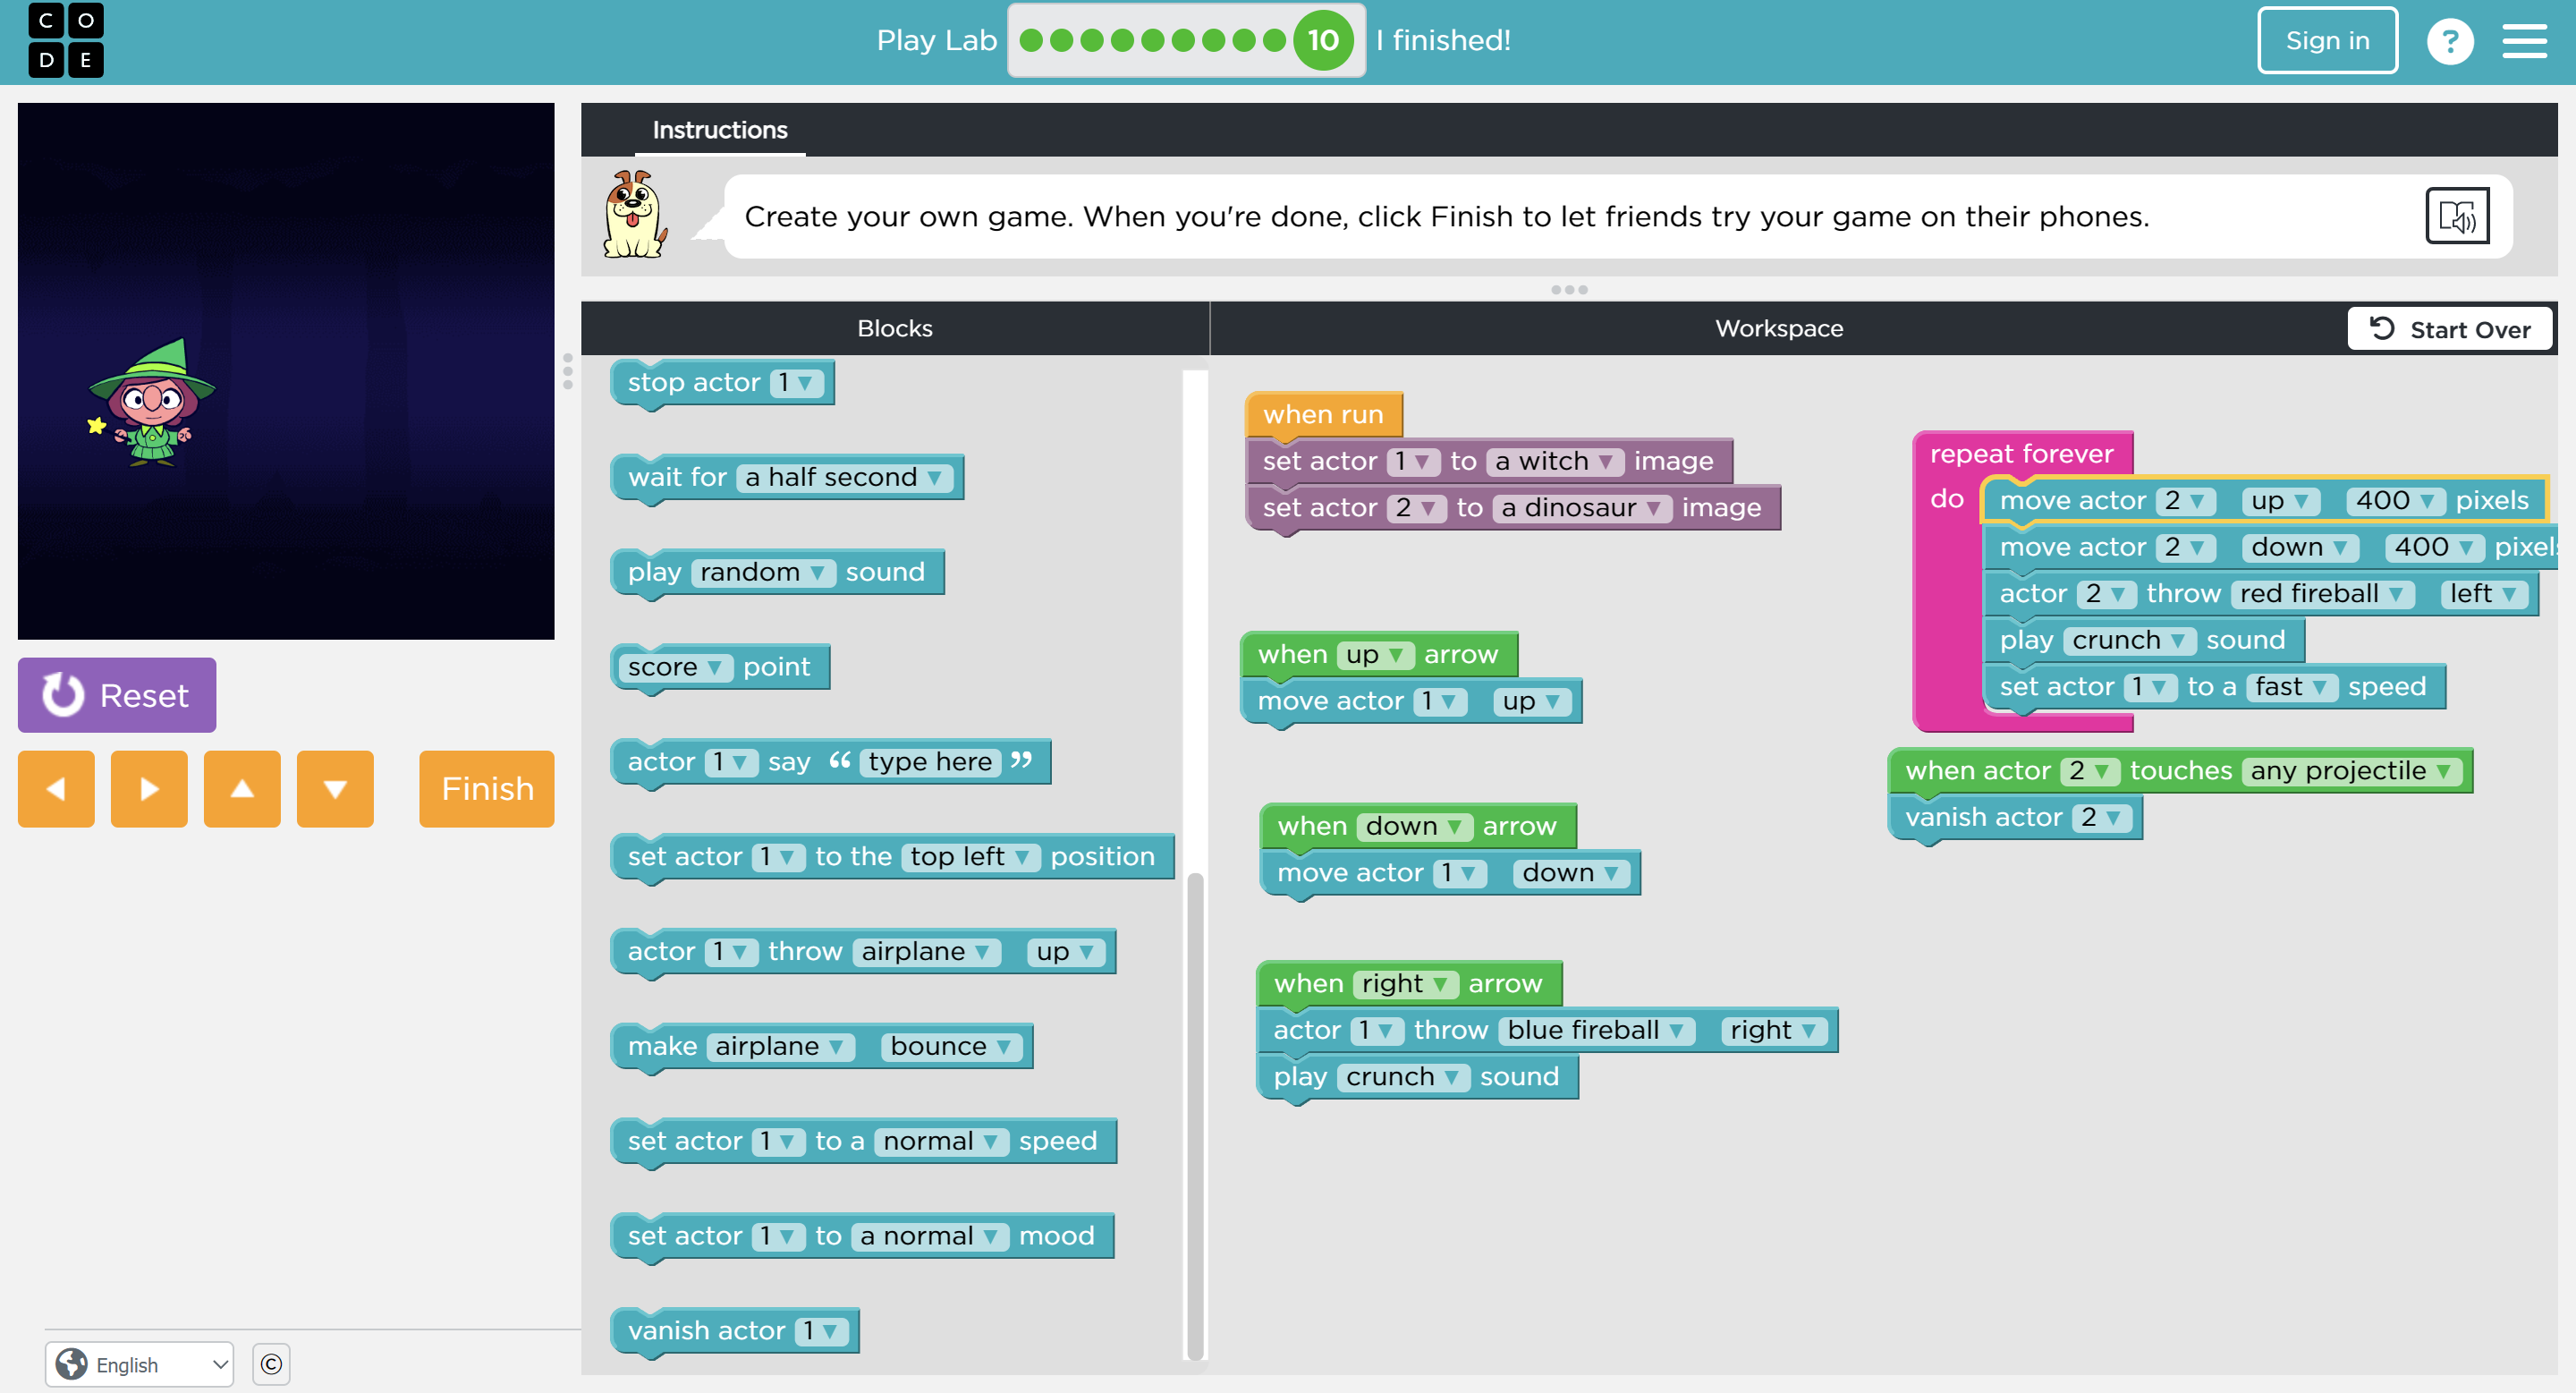 C O
D E
Play Lab 10 I finished!
Sign in ?
Instructions
Create your own game. When you're done, click Finish to let friends try your game on their phones.
Blocks
Workspace
Start Over
Reset
Finish
stop actor 1
wait for a half second
play random sound
score point
actor 1 say “ type here ”
set actor 1 to the top left position
actor 1 throw airplane up
make airplane bounce
set actor 1 to a normal speed
set actor 1 to a normal mood
vanish actor 1
when run
set actor 1 to a witch image
set actor 2 to a dinosaur image
when up arrow
move actor 1 up
when down arrow
move actor 1 down
when right arrow
actor 1 throw blue fireball right
play crunch sound
repeat forever
do move actor 2 up 400 pixels
move actor 2 down 400 pixels
actor 2 throw red fireball left
play crunch sound
set actor 1 to a fast speed
when actor 2 touches any projectile
vanish actor 2
English ©